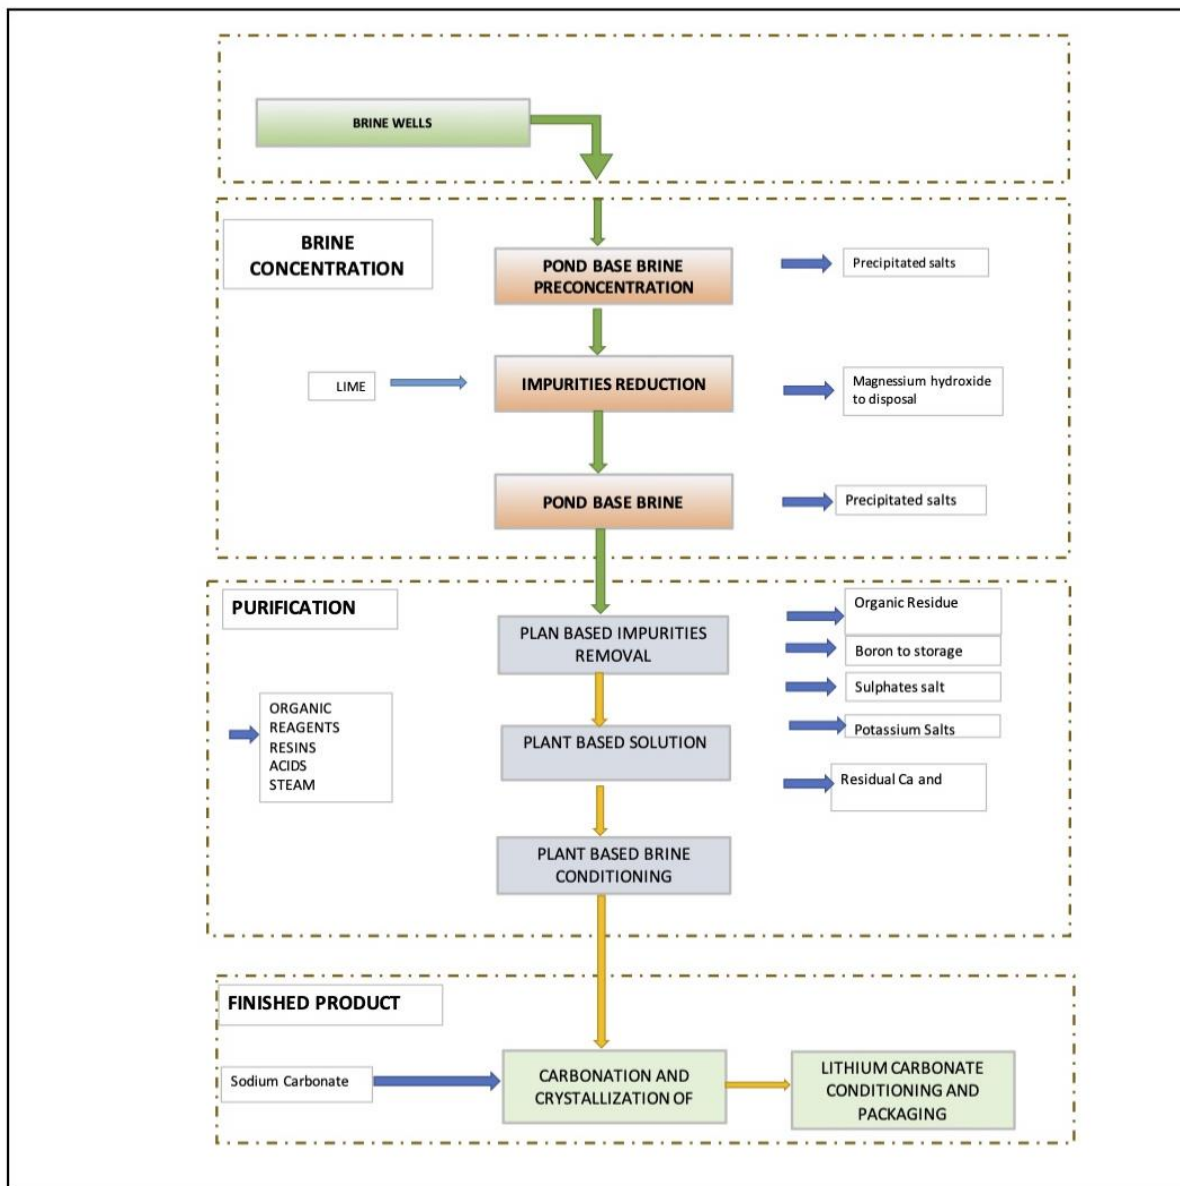 BRINE WELLS
BRINE
CONCENTRATION
POND BASE BRINE
PRECONCENTRATION
Precipitated salts
LIME
IMPURITIES REDUCTION
Magnessium hydroxide
to disposal
POND BASE BRINE
Precipitated salts
PURIFICATION
PLAN BASED IMPURITIES
REMOVAL
Organic Residue
Boron to storage
Sulphates salt
ORGANIC
REAGENTS
RESINS
ACIDS
STEAM
PLANT BASED SOLUTION
Potassium Salts
Residual Ca and
PLANT BASED BRINE
CONDITIONING
FINISHED PRODUCT
Sodium Carbonate
CARBONATION AND
CRYSTALLIZATION OF
LITHIUM CARBONATE
CONDITIONING AND
PACKAGING